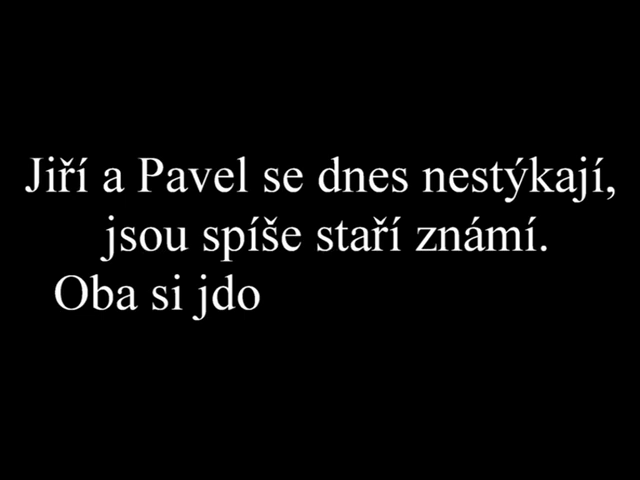 Jiří a Pavel se dnes nestýkají,
jsou spíše staří známí.
Oba si jdo